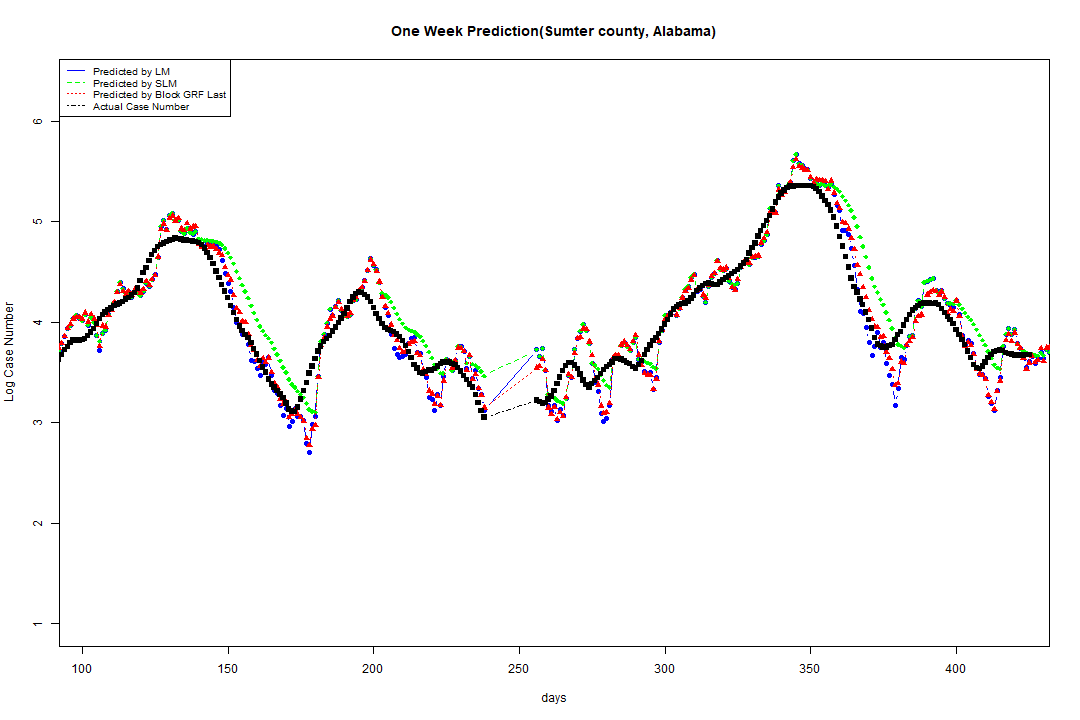 One Week Prediction(Sumter county, Alabama)
Predicted by LM
Predicted by SLM
Predicted by Block GRF Last
Actual Case Number
6
5
4
3
2
1
Log Case Number
100 150 200 250 300 350 400
days